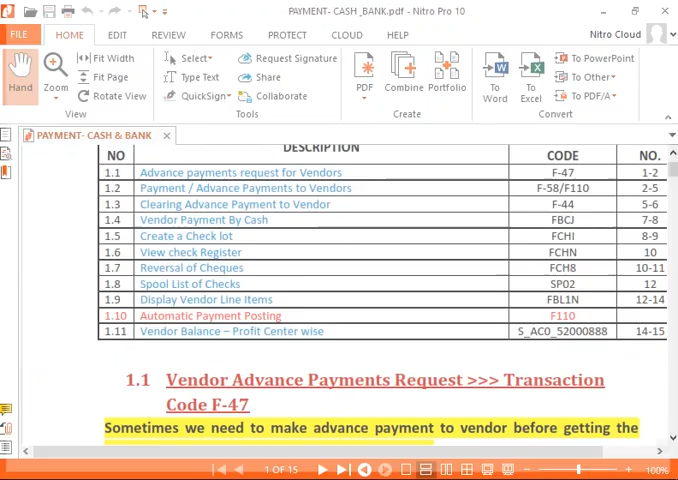 PAYMENT- CASH _BANK.pdf - Nitro Pro 10
FILE HOME EDIT REVIEW FORMS PROTECT CLOUD HELP Nitro Cloud
Hand
Zoom
Fit Width
Fit Page
Rotate View
View
Select
Type Text
QuickSign
Request Signature
Share
Collaborate
Tools
PDF
Combine
Portfolio
Create
To Word
To Excel
To PowerPoint
To Other
To PDF/A
Convert
PAYMENT- CASH & BANK
NO DESCRIPTION CODE NO.
1.1 Advance payments request for Vendors F-47 1-2
1.2 Payment / Advance Payments to Vendors F-58/F110 2-5
1.3 Clearing Advance Payment to Vendor F-44 5-6
1.4 Vendor Payment By Cash FBCJ 7-8
1.5 Create a Check lot FCHI 8-9
1.6 View check Register FCHN 10
1.7 Reversal of Cheques FCH8 10-11
1.8 Spool List of Checks SP02 12
1.9 Display Vendor Line Items FBL1N 12-14
1.10 Automatic Payment Posting F110
1.11 Vendor Balance – Profit Center wise S_AC0_52000888 14-15
1.1 Vendor Advance Payments Request >>> Transaction
Code F-47
Sometimes we need to make advance payment to vendor before getting the
1 OF 15
100%